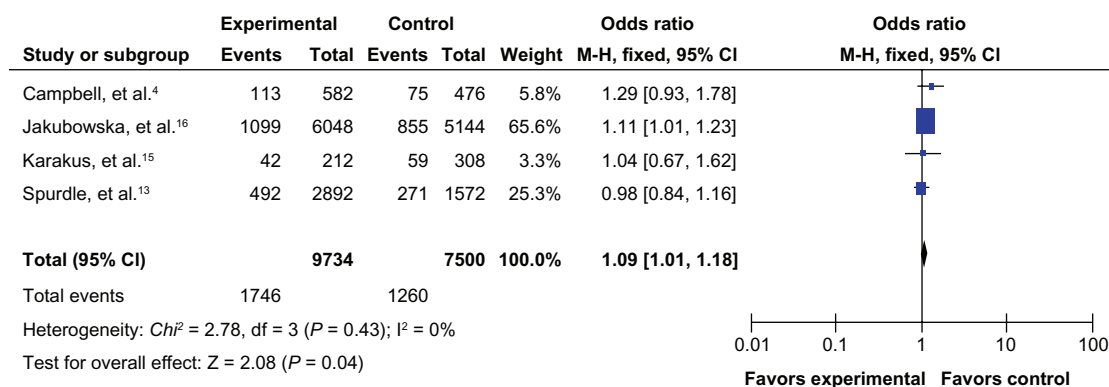 Experimental Control Odds ratio Odds ratio
Study or subgroup Events Total Events Total Weight M-H, fixed, 95% CI M-H, fixed, 95% CI
Campbell, et al.⁴ 113 582 75 476 5.8% 1.29 [0.93, 1.78]
Jakubowska, et al.¹⁶ 1099 6048 855 5144 65.6% 1.11 [1.01, 1.23]
Karakus, et al.¹⁵ 42 212 59 308 3.3% 1.04 [0.67, 1.62]
Spurdle, et al.¹³ 492 2892 271 1572 25.3% 0.98 [0.84, 1.16]
Total (95% CI) 9734 7500 100.0% 1.09 [1.01, 1.18]
Total events 1746 1260
Heterogeneity: Chi² = 2.78, df = 3 (P = 0.43); I² = 0%
Test for overall effect: Z = 2.08 (P = 0.04)
0.01 0.1 1 10 100
Favors experimental Favors control